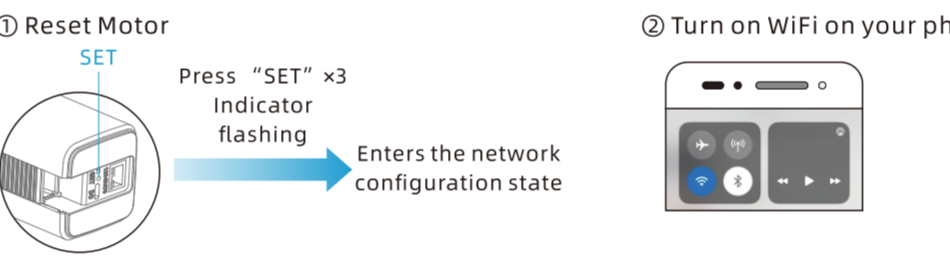 ① Reset Motor
SET
Press “SET” ×3
Indicator
flashing
Enters the network
configuration state
② Turn on WiFi on your